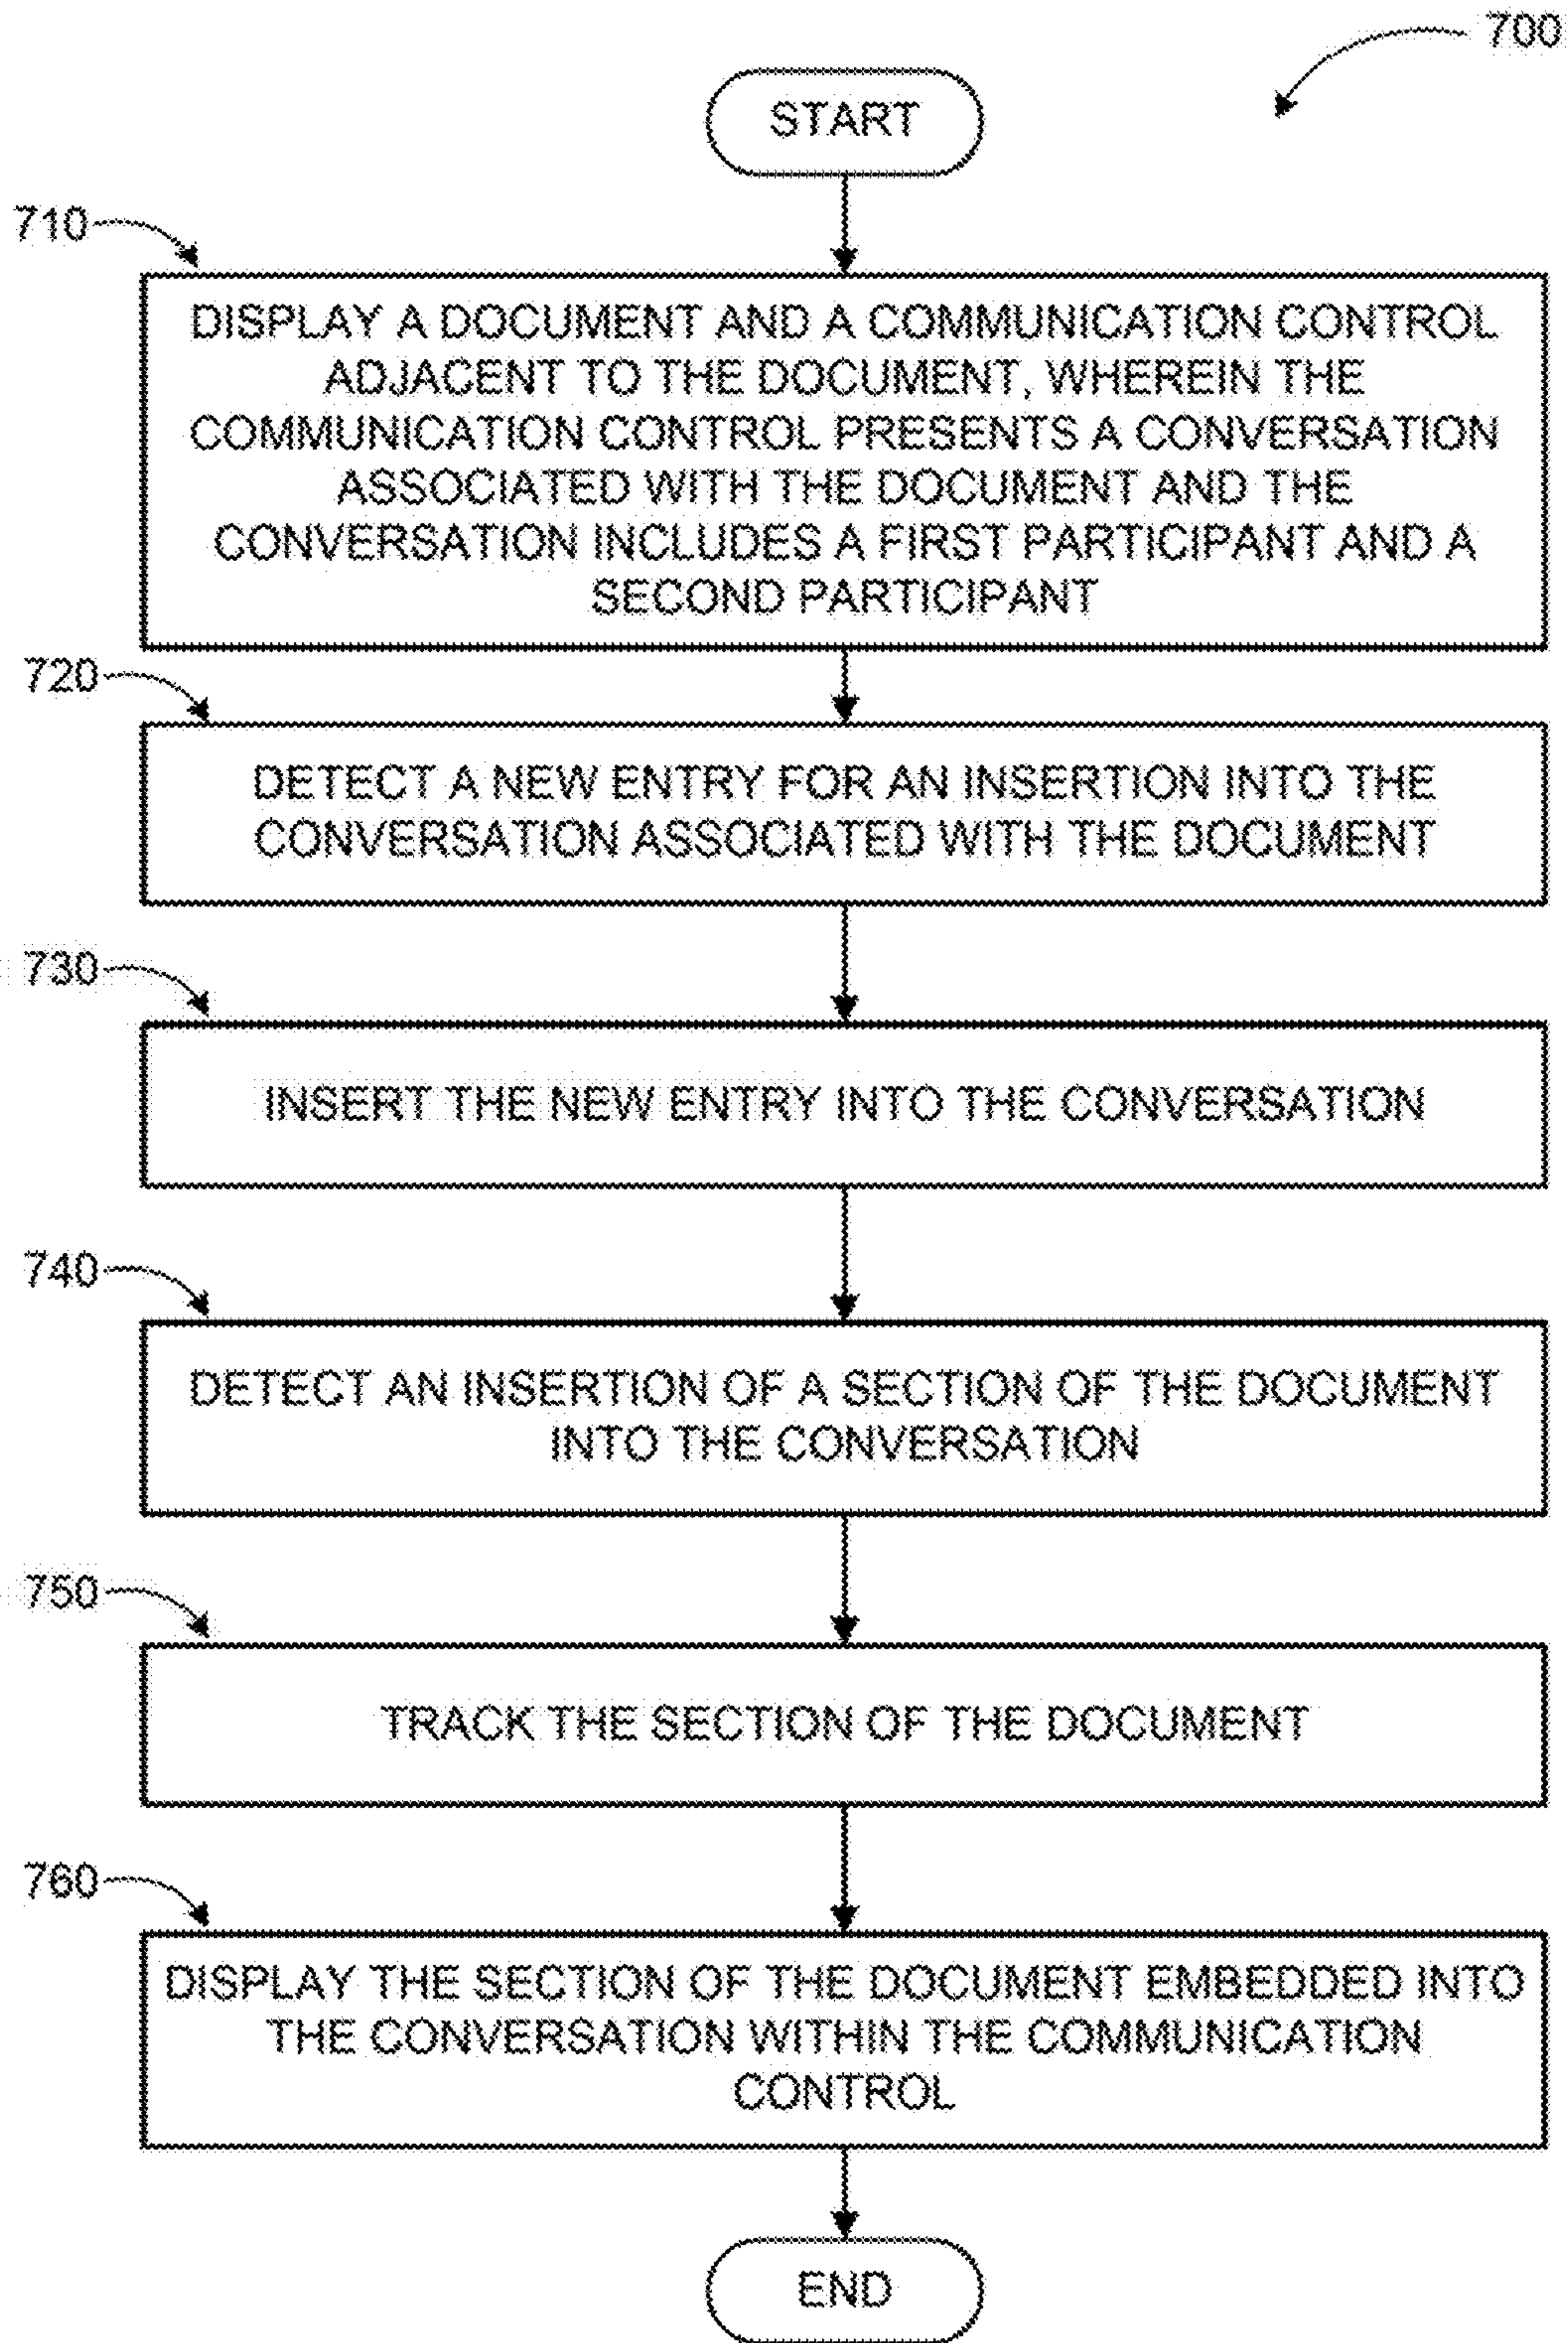 700
START
710
DISPLAY A DOCUMENT AND A COMMUNICATION CONTROL
ADJACENT TO THE DOCUMENT, WHEREIN THE
COMMUNICATION CONTROL PRESENTS A CONVERSATION
ASSOCIATED WITH THE DOCUMENT AND THE
CONVERSATION INCLUDES A FIRST PARTICIPANT AND A
SECOND PARTICIPANT
720
DETECT A NEW ENTRY FOR AN INSERTION INTO THE
CONVERSATION ASSOCIATED WITH THE DOCUMENT
730
INSERT THE NEW ENTRY INTO THE CONVERSATION
740
DETECT AN INSERTION OF A SECTION OF THE DOCUMENT
INTO THE CONVERSATION
750
TRACK THE SECTION OF THE DOCUMENT
760
DISPLAY THE SECTION OF THE DOCUMENT EMBEDDED INTO
THE CONVERSATION WITHIN THE COMMUNICATION
CONTROL
END